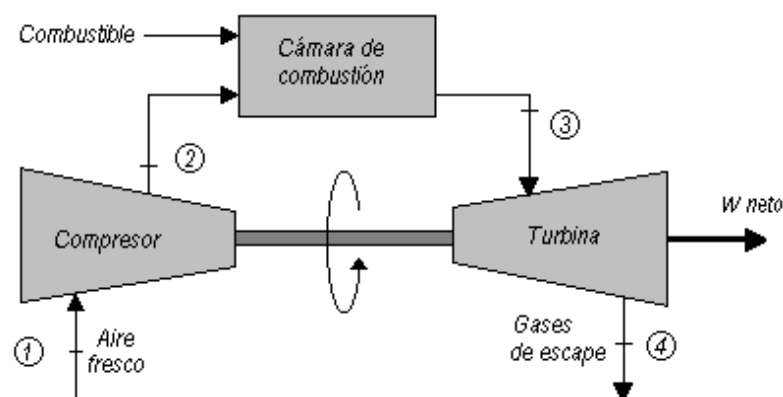 Combustible
Cámara de
combustión
2
3
Compresor
Turbina
W neto
1
Aire
fresco
Gases
de escape
4